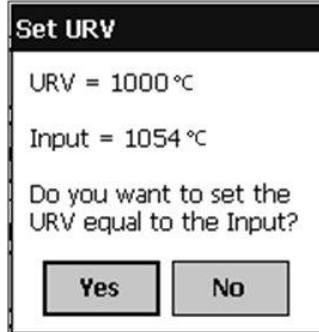 Set URV
URV = 1000 °C
Input = 1054 °C
Do you want to set the
URV equal to the Input?
Yes
No